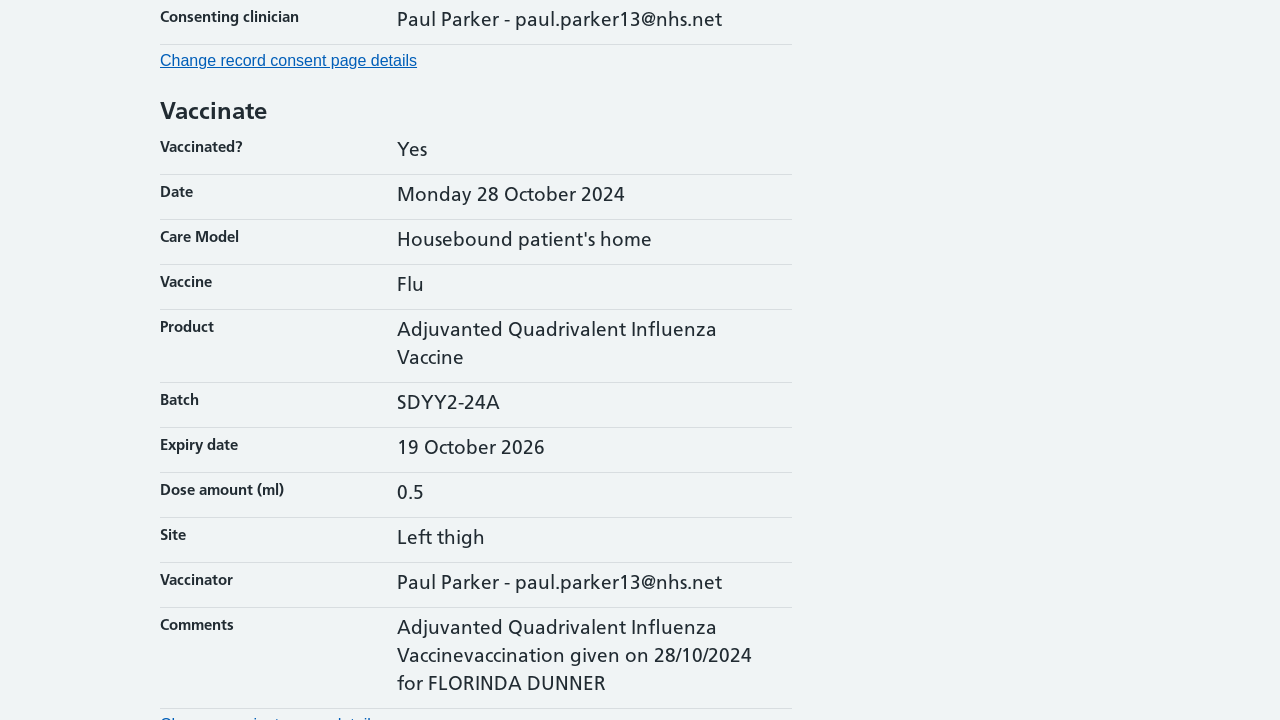 Consenting clinician
Paul Parker - paul.parker13@nhs.net
Change record consent page details
Vaccinate
Vaccinated?
Yes
Date
Monday 28 October 2024
Care Model
Housebound patient's home
Vaccine
Flu
Product
Adjuvanted Quadrivalent Influenza
Vaccine
Batch
SDYY2-24A
Expiry date
19 October 2026
Dose amount (ml)
0.5
Site
Left thigh
Vaccinator
Paul Parker - paul.parker13@nhs.net
Comments
Adjuvanted Quadrivalent Influenza
Vaccinevaccination given on 28/10/2024
for FLORINDA DUNNER